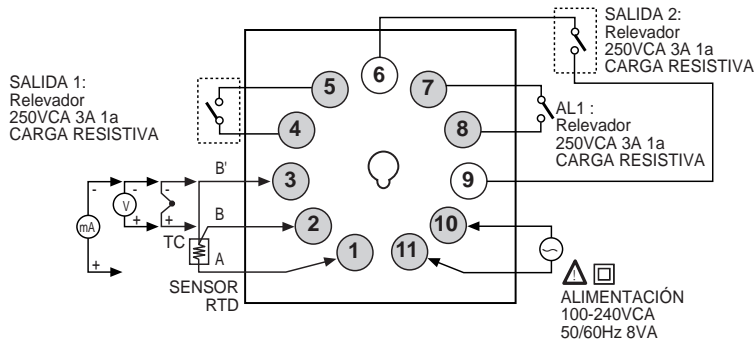 SALIDA 2:
Relevador
250VCA 3A 1a
CARGA RESISTIVA
SALIDA 1:
Relevador
250VCA 3A 1a
CARGA RESISTIVA
5
6
7
4
8
AL1 :
Relevador
250VCA 3A 1a
CARGA RESISTIVA
B'
3
9
- - -
mA
V
B
2
10
+ +
TC
A
1
11
+
SENSOR
RTD
ALIMENTACIÓN
100-240VCA
50/60Hz 8VA